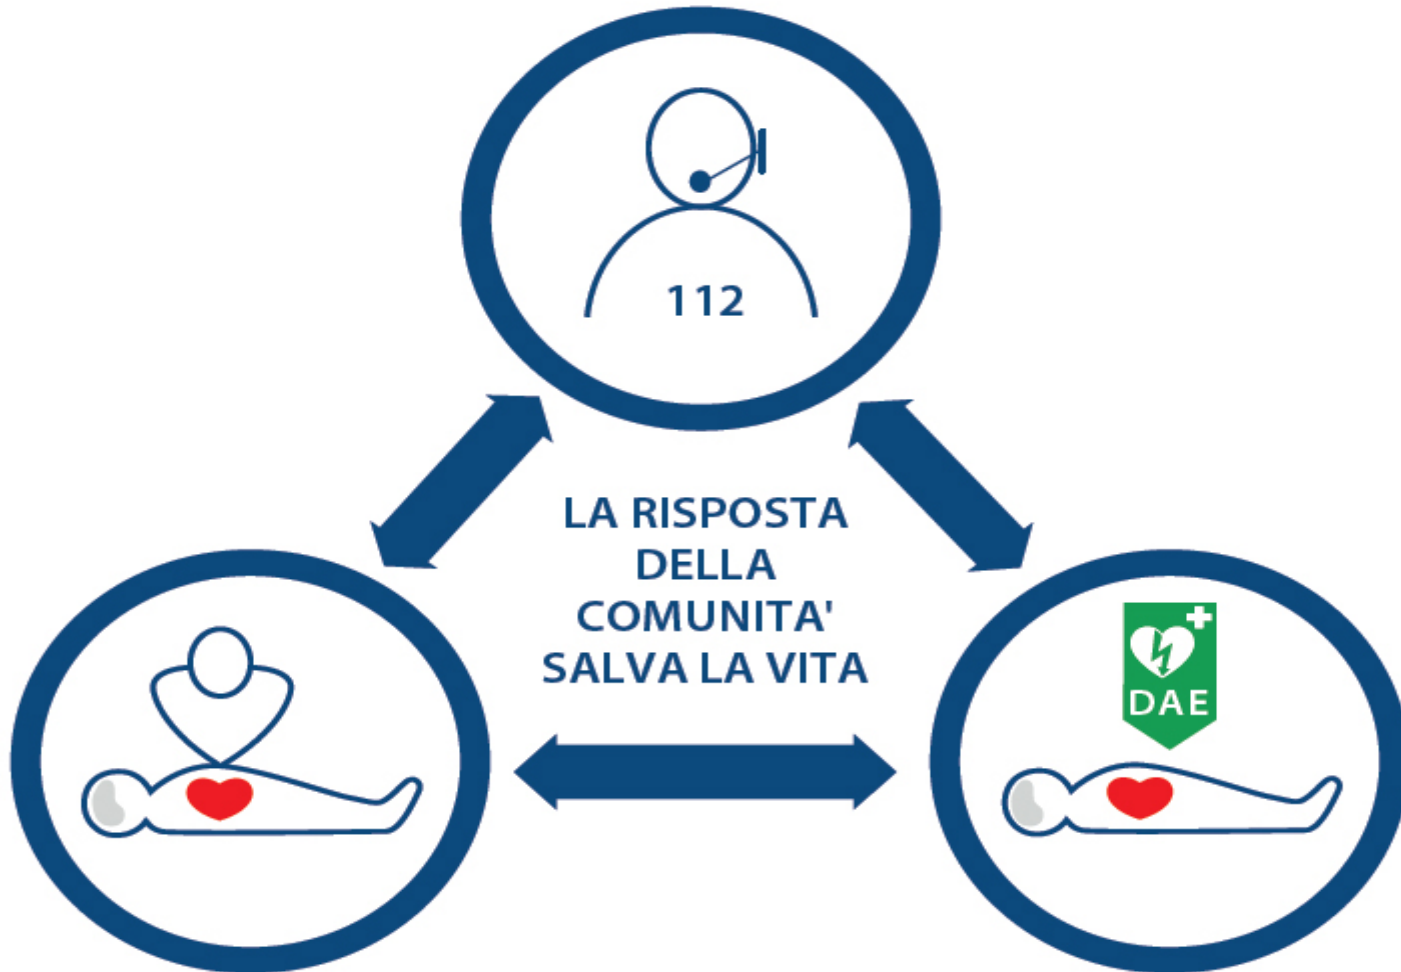 112
LA RISPOSTA
DELLA
COMUNITA'
SALVA LA VITA
DAE